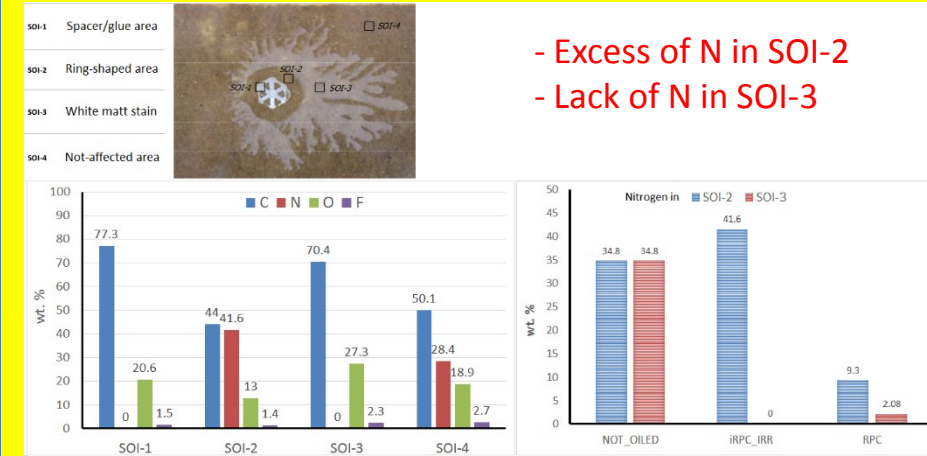 SOI-1 Spacer/glue area
SOI-2 Ring-shaped area
SOI-3 White matt stain
SOI-4 Not-affected area
SOI-4
SOI-2
SOI-1
SOI-3
- Excess of N in SOI-2
- Lack of N in SOI-3
C N O F
wt. %
100
90
80
70
60
50
40
30
20
10
0
77.3
0
20.6
1.5
44
41.6
13
1.4
70.4
0
27.3
2.3
50.1
28.4
18.9
2.7
SOI-1 SOI-2 SOI-3 SOI-4
Nitrogen in SOI-2 SOI-3
wt. %
50
45
40
35
30
25
20
15
10
5
0
34.8
34.8
41.6
0
9.3
2.08
NOT_OILED iRPC_IRR RPC